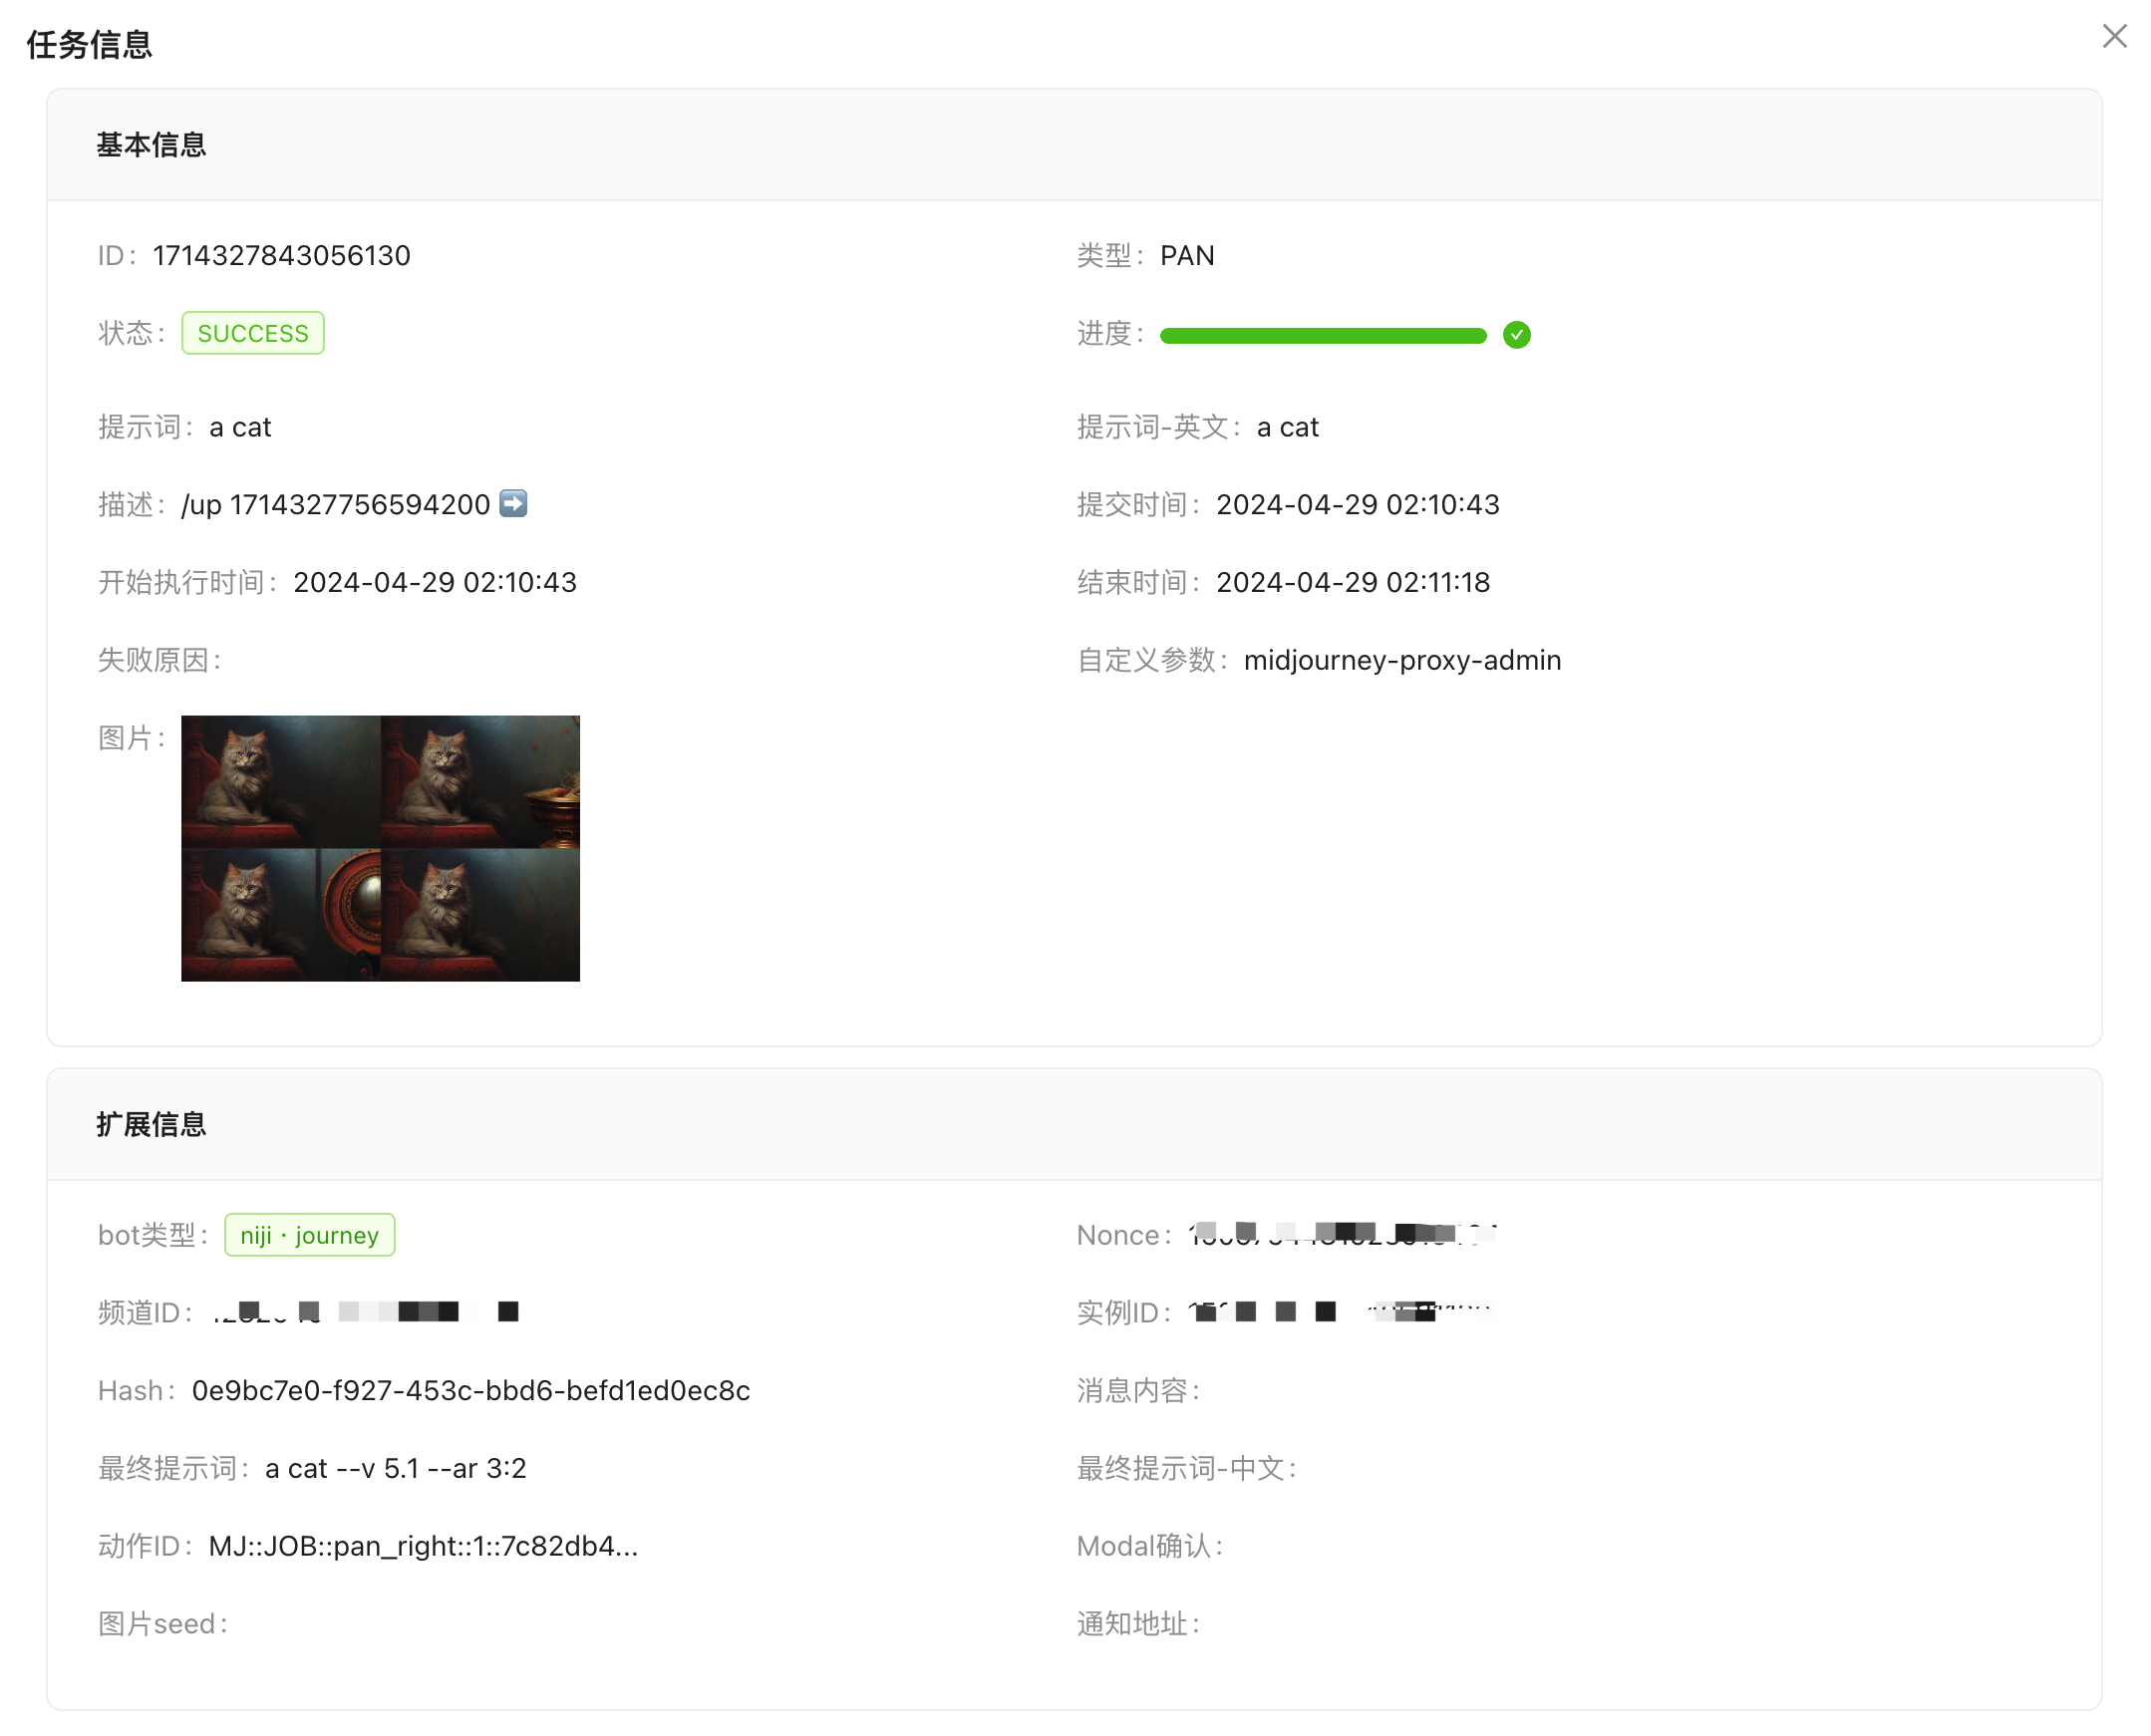 任务信息
基本信息
ID： 1714327843056130
类型： PAN
状态： SUCCESS
进度：
提示词： a cat
提示词-英文： a cat
描述： /up 1714327756594200 ➡️
提交时间： 2024-04-29 02:10:43
开始执行时间： 2024-04-29 02:10:43
结束时间： 2024-04-29 02:11:18
失败原因：
自定义参数： midjourney-proxy-admin
图片：
扩展信息
bot类型： niji · journey
Nonce：
频道ID：
实例ID：
Hash： 0e9bc7e0-f927-453c-bbd6-befd1ed0ec8c
消息内容：
最终提示词： a cat --v 5.1 --ar 3:2
最终提示词-中文：
动作ID： MJ::JOB::pan_right::1::7c82db4...
Modal确认：
图片seed：
通知地址：